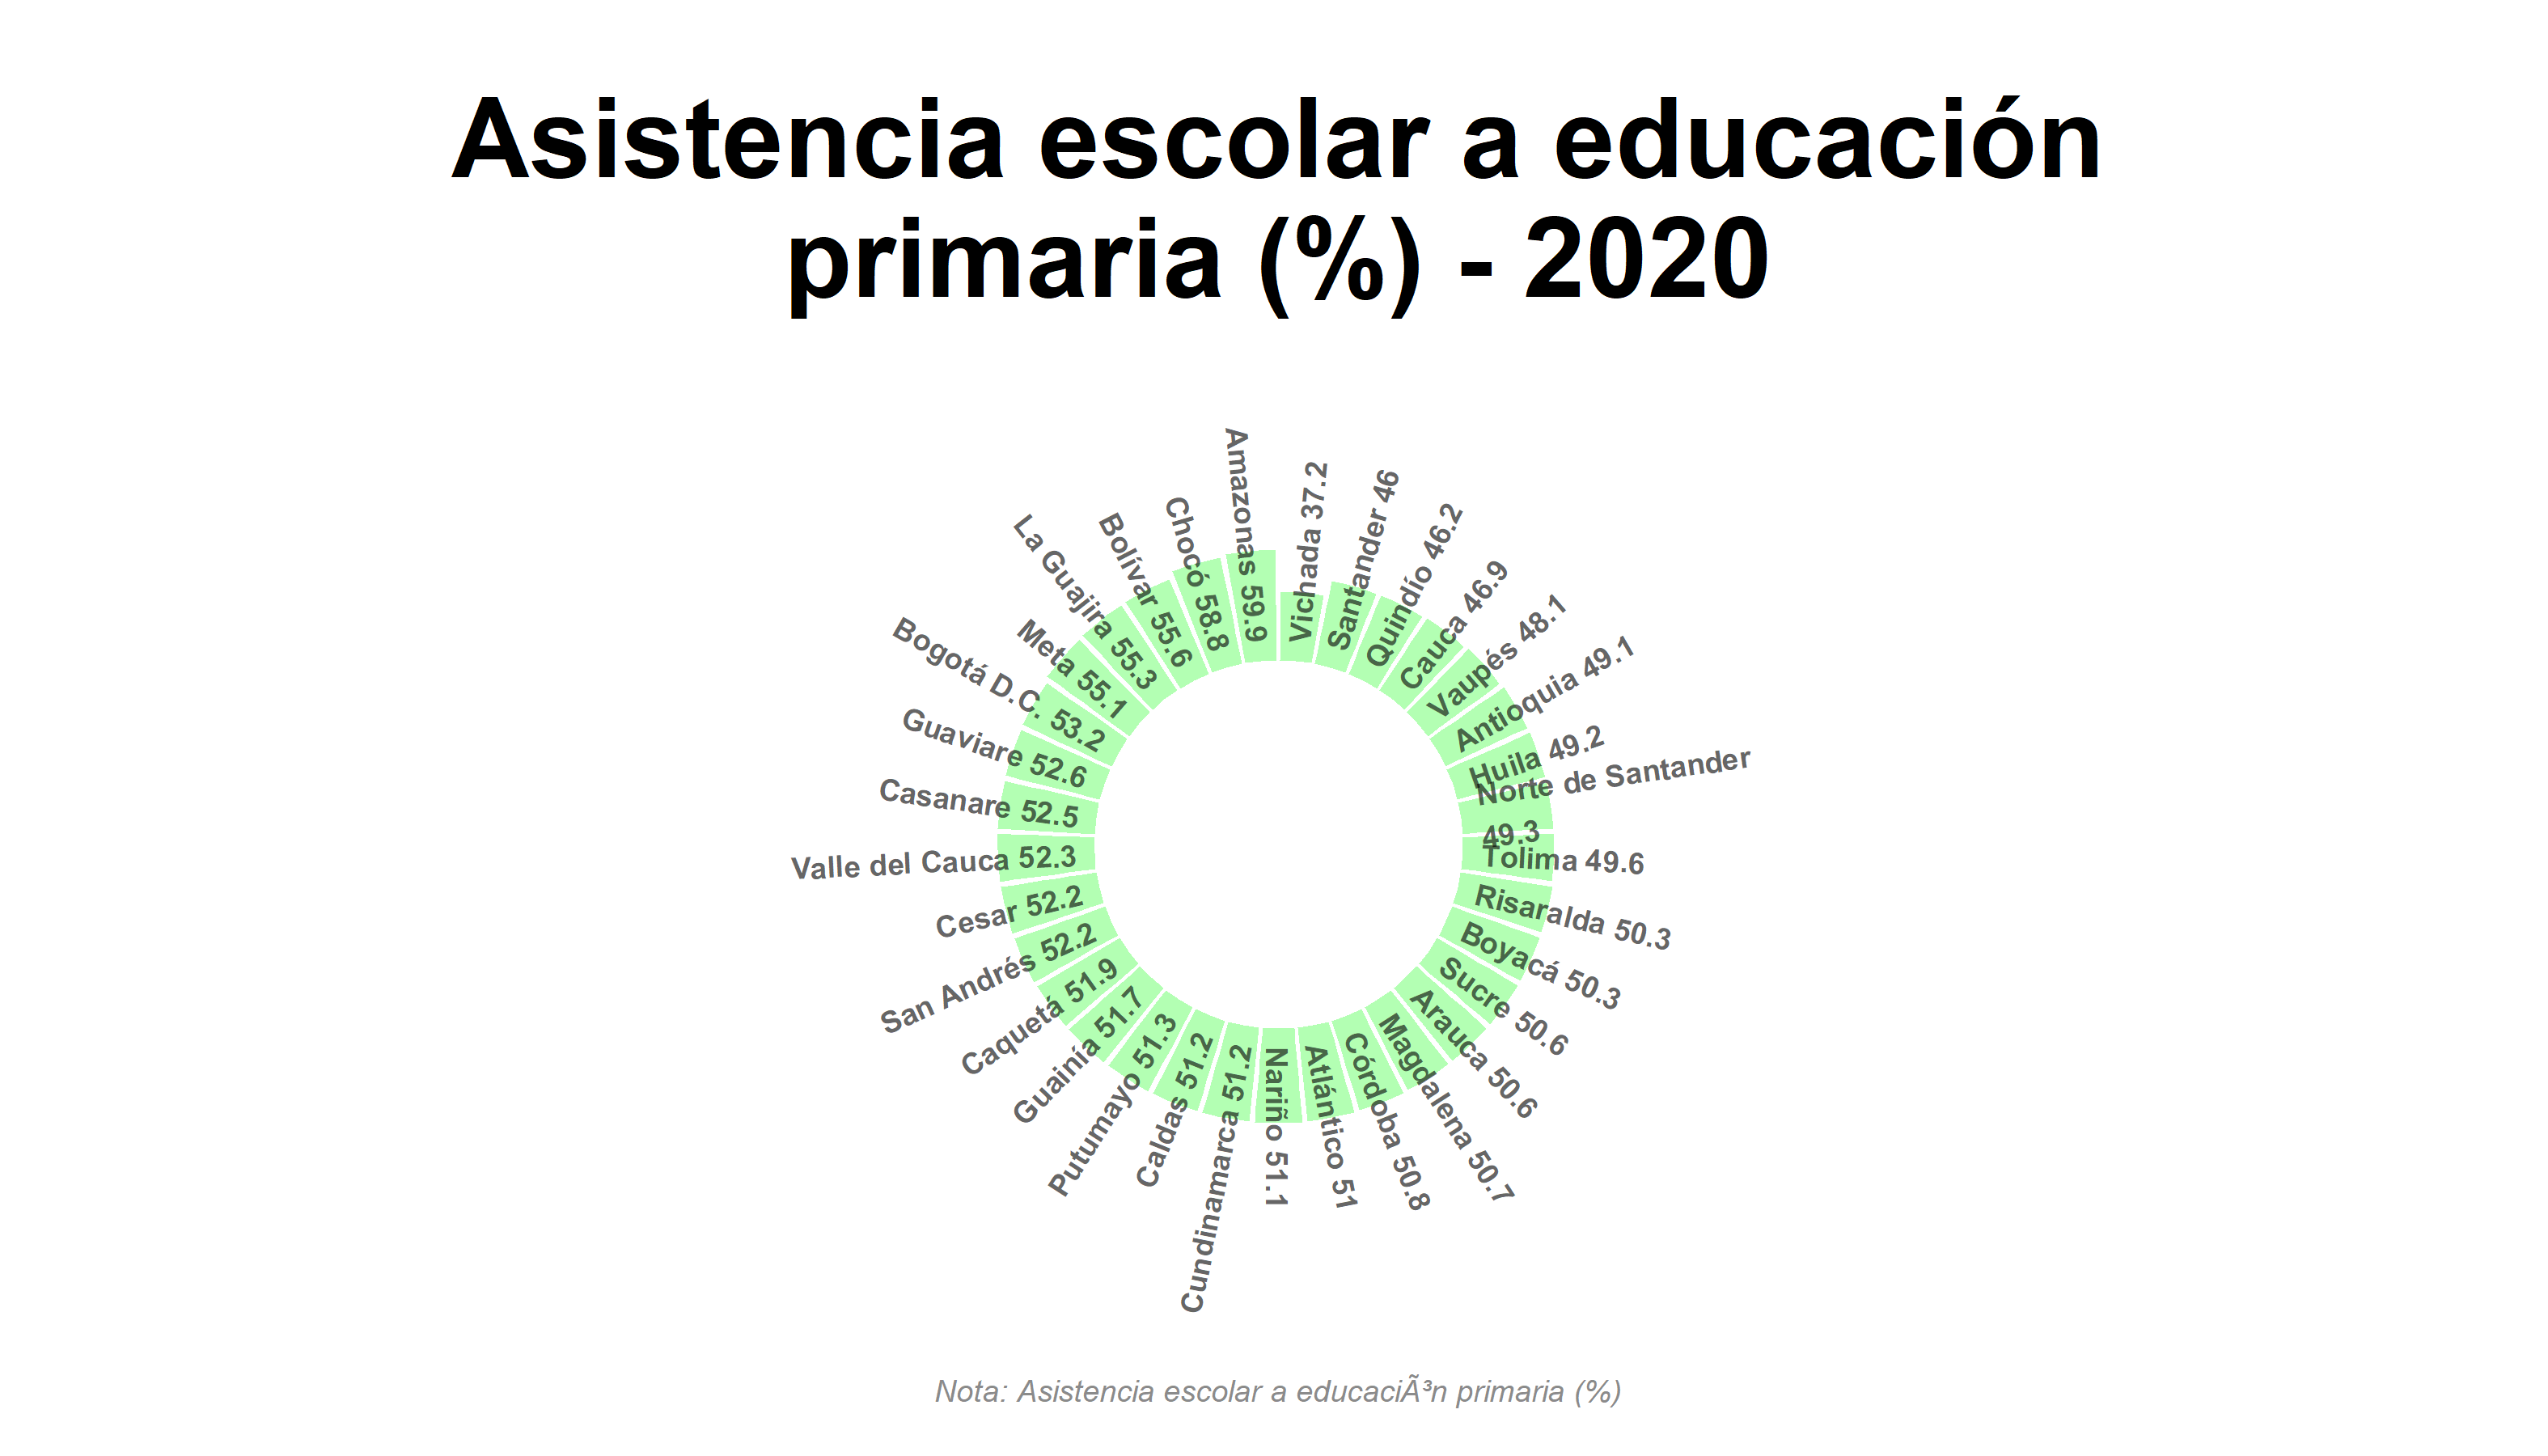 Asistencia escolar a educación
primaria (%) - 2020
Vichada 37.2
Santander 46
Quindío 46.2
Cauca 46.9
Vaupés 48.1
Antioquia 49.1
Huila 49.2
Norte de Santander
49.3
Tolima 49.6
Risaralda 50.3
Boyacá 50.3
Sucre 50.6
Arauca 50.6
Magdalena 50.7
Córdoba 50.8
Atlántico 51
Nariño 51.1
Cundinamarca 51.2
Caldas 51.2
Putumayo 51.3
Guainía 51.7
Caquetá 51.9
San Andrés 52.2
Cesar 52.2
Valle del Cauca 52.3
Casanare 52.5
Guaviare 52.6
Bogotá D.C. 53.2
Meta 55.1
La Guajira 55.3
Bolívar 55.6
Chocó 58.8
Amazonas 59.9
Nota: Asistencia escolar a educaciÃ³n primaria (%)